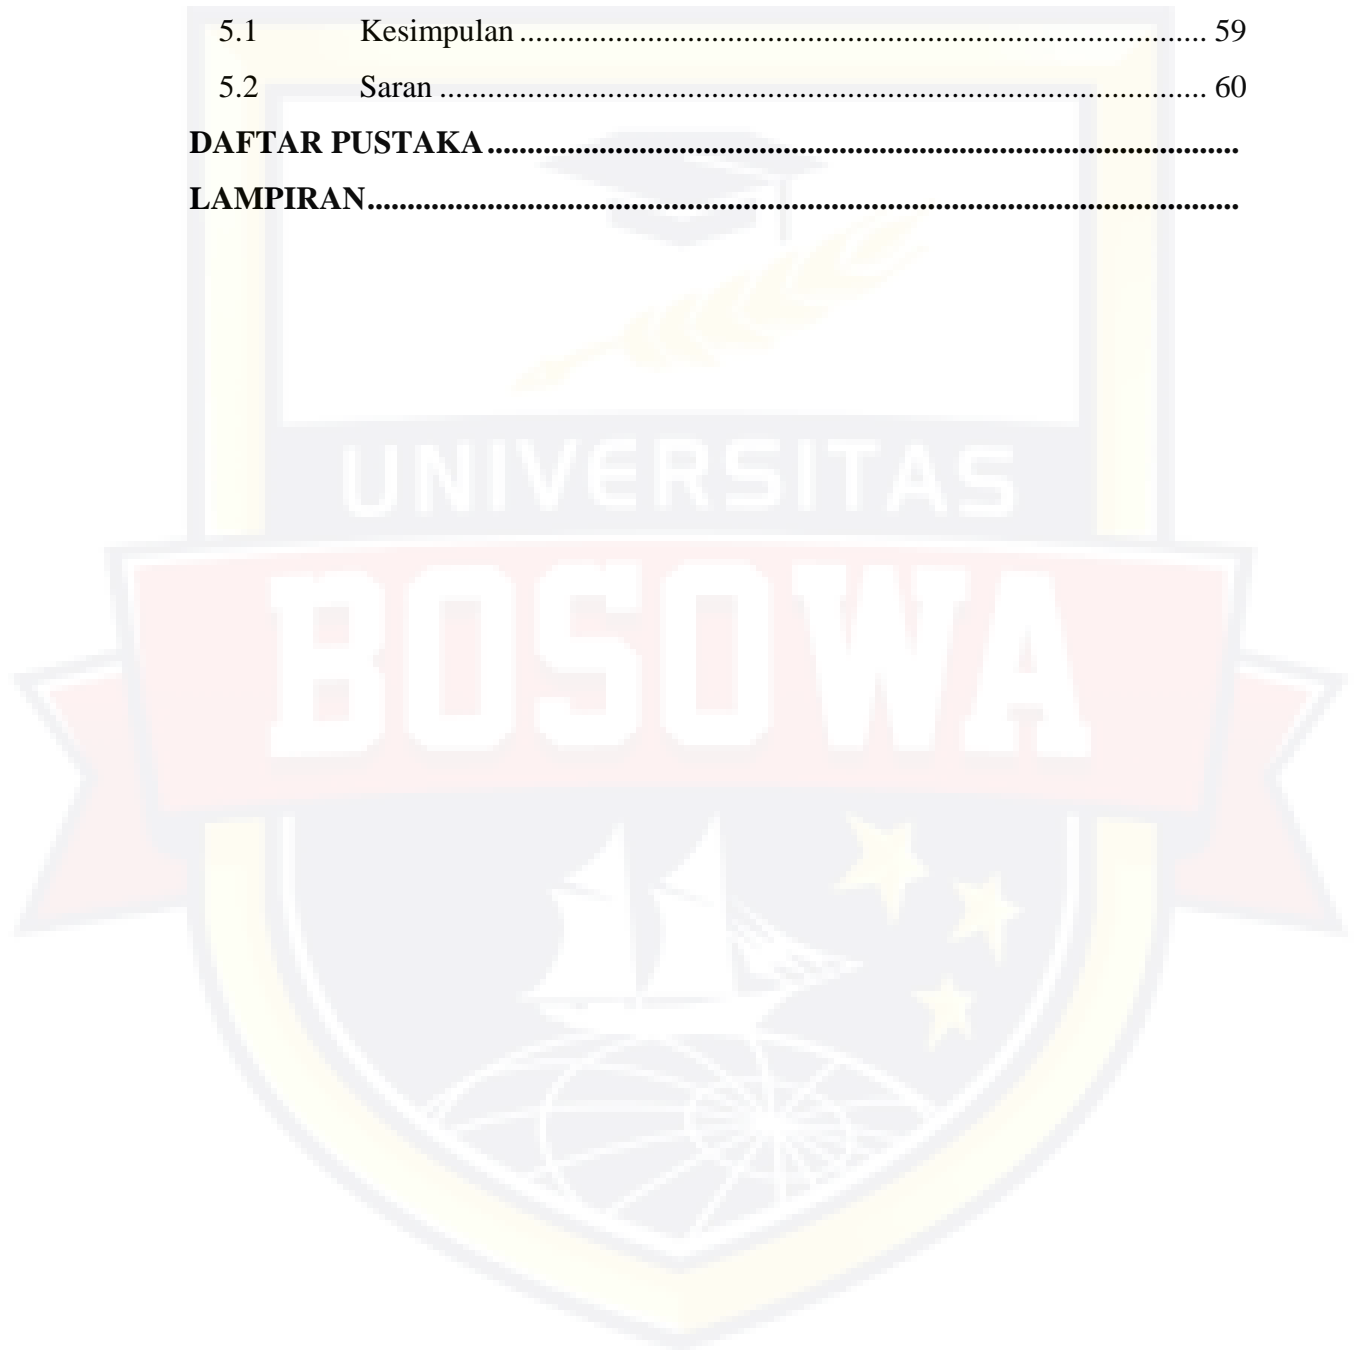 5.1 Kesimpulan ...................................................................................... 59
5.2 Saran ................................................................................................ 60
DAFTAR PUSTAKA..............................................................................................
LAMPIRAN.............................................................................................................
UNIVERSITAS
BOSOWA